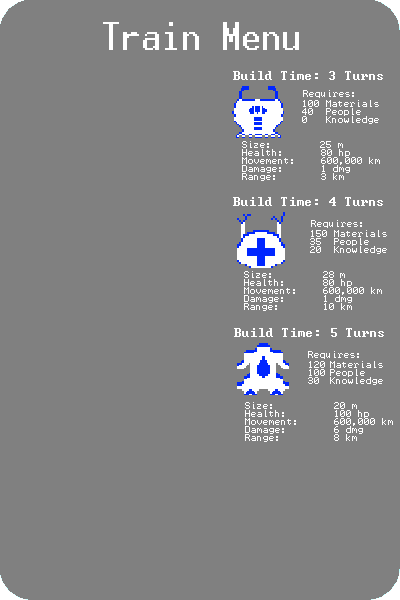 Train Menu
Build Time: 3 Turns
Requires:
100 Materials
40 People
0 Knowledge
Size: 25 m
Health: 80 hp
Movement: 600,000 km
Damage: 1 dmg
Range: 3 km
Build Time: 4 Turns
Requires:
150 Materials
35 People
20 Knowledge
Size: 28 m
Health: 80 hp
Movement: 600,000 km
Damage: 1 dmg
Range: 10 km
Build Time: 5 Turns
Requires:
120 Materials
100 People
30 Knowledge
Size: 20 m
Health: 100 hp
Movement: 600,000 km
Damage: 6 dmg
Range: 8 km